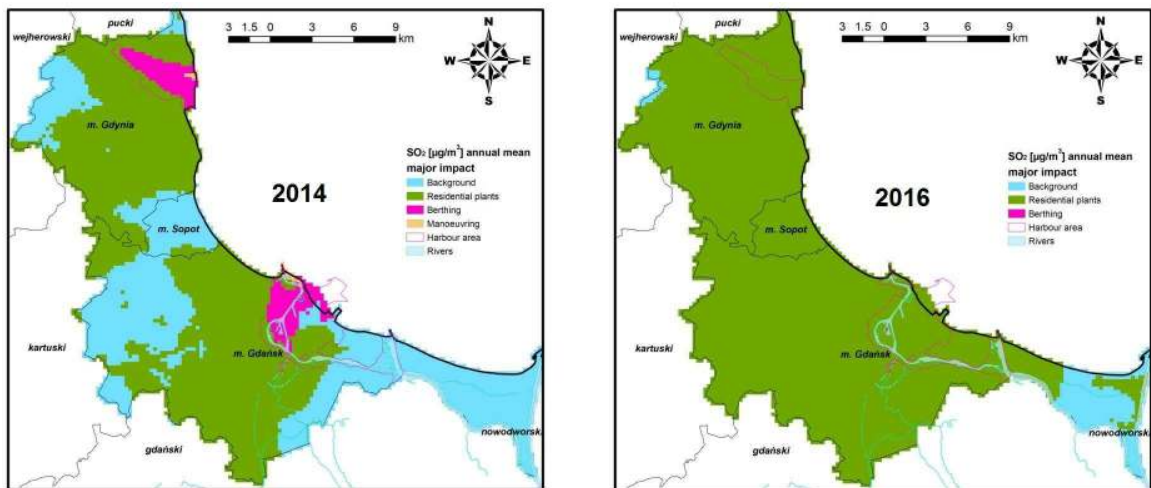 pucki
wejherowski
3 1.5 0 3 6 9
km
N
W E
S
m. Gdynia
SO₂ [µg/m³] annual mean
major impact
Background
Residential plants
Berthing
Manoeuvring
Harbour area
Rivers
2014
m. Sopot
kartuski
m. Gdańsk
gdański
nowodworski
pucki
wejherowski
3 1.5 0 3 6 9
km
N
W E
S
m. Gdynia
SO₂ [µg/m³] annual mean
major impact
Background
Residential plants
Berthing
Manoeuvring
Harbour area
Rivers
2016
m. Sopot
kartuski
m. Gdańsk
gdański
nowodworski